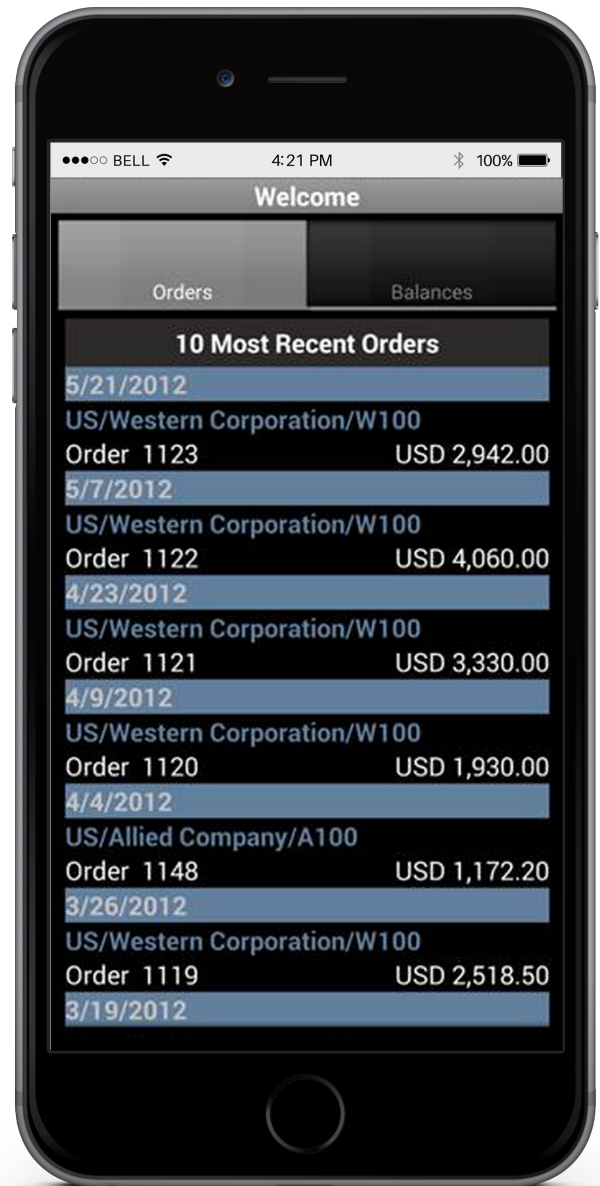 BELL 4:21 PM 100%
Welcome
Orders Balances
10 Most Recent Orders
5/21/2012
US/Western Corporation/W100
Order 1123 USD 2,942.00
5/7/2012
US/Western Corporation/W100
Order 1122 USD 4,060.00
4/23/2012
US/Western Corporation/W100
Order 1121 USD 3,330.00
4/9/2012
US/Western Corporation/W100
Order 1120 USD 1,930.00
4/4/2012
US/Allied Company/A100
Order 1148 USD 1,172.20
3/26/2012
US/Western Corporation/W100
Order 1119 USD 2,518.50
3/19/2012